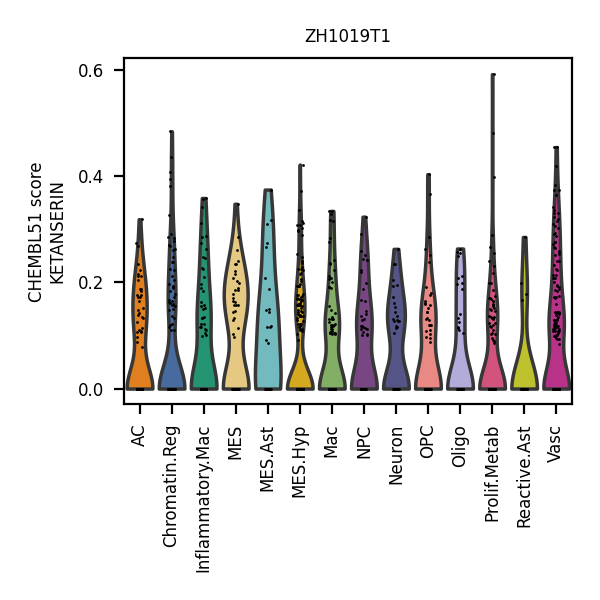 ZH1019T1
CHEMBL51 score
KETANSERIN
0.6
0.4
0.2
0.0
AC
Chromatin.Reg
Inflammatory.Mac
MES
MES.Ast
MES.Hyp
Mac
NPC
Neuron
OPC
Oligo
Prolif.Metab
Reactive.Ast
Vasc